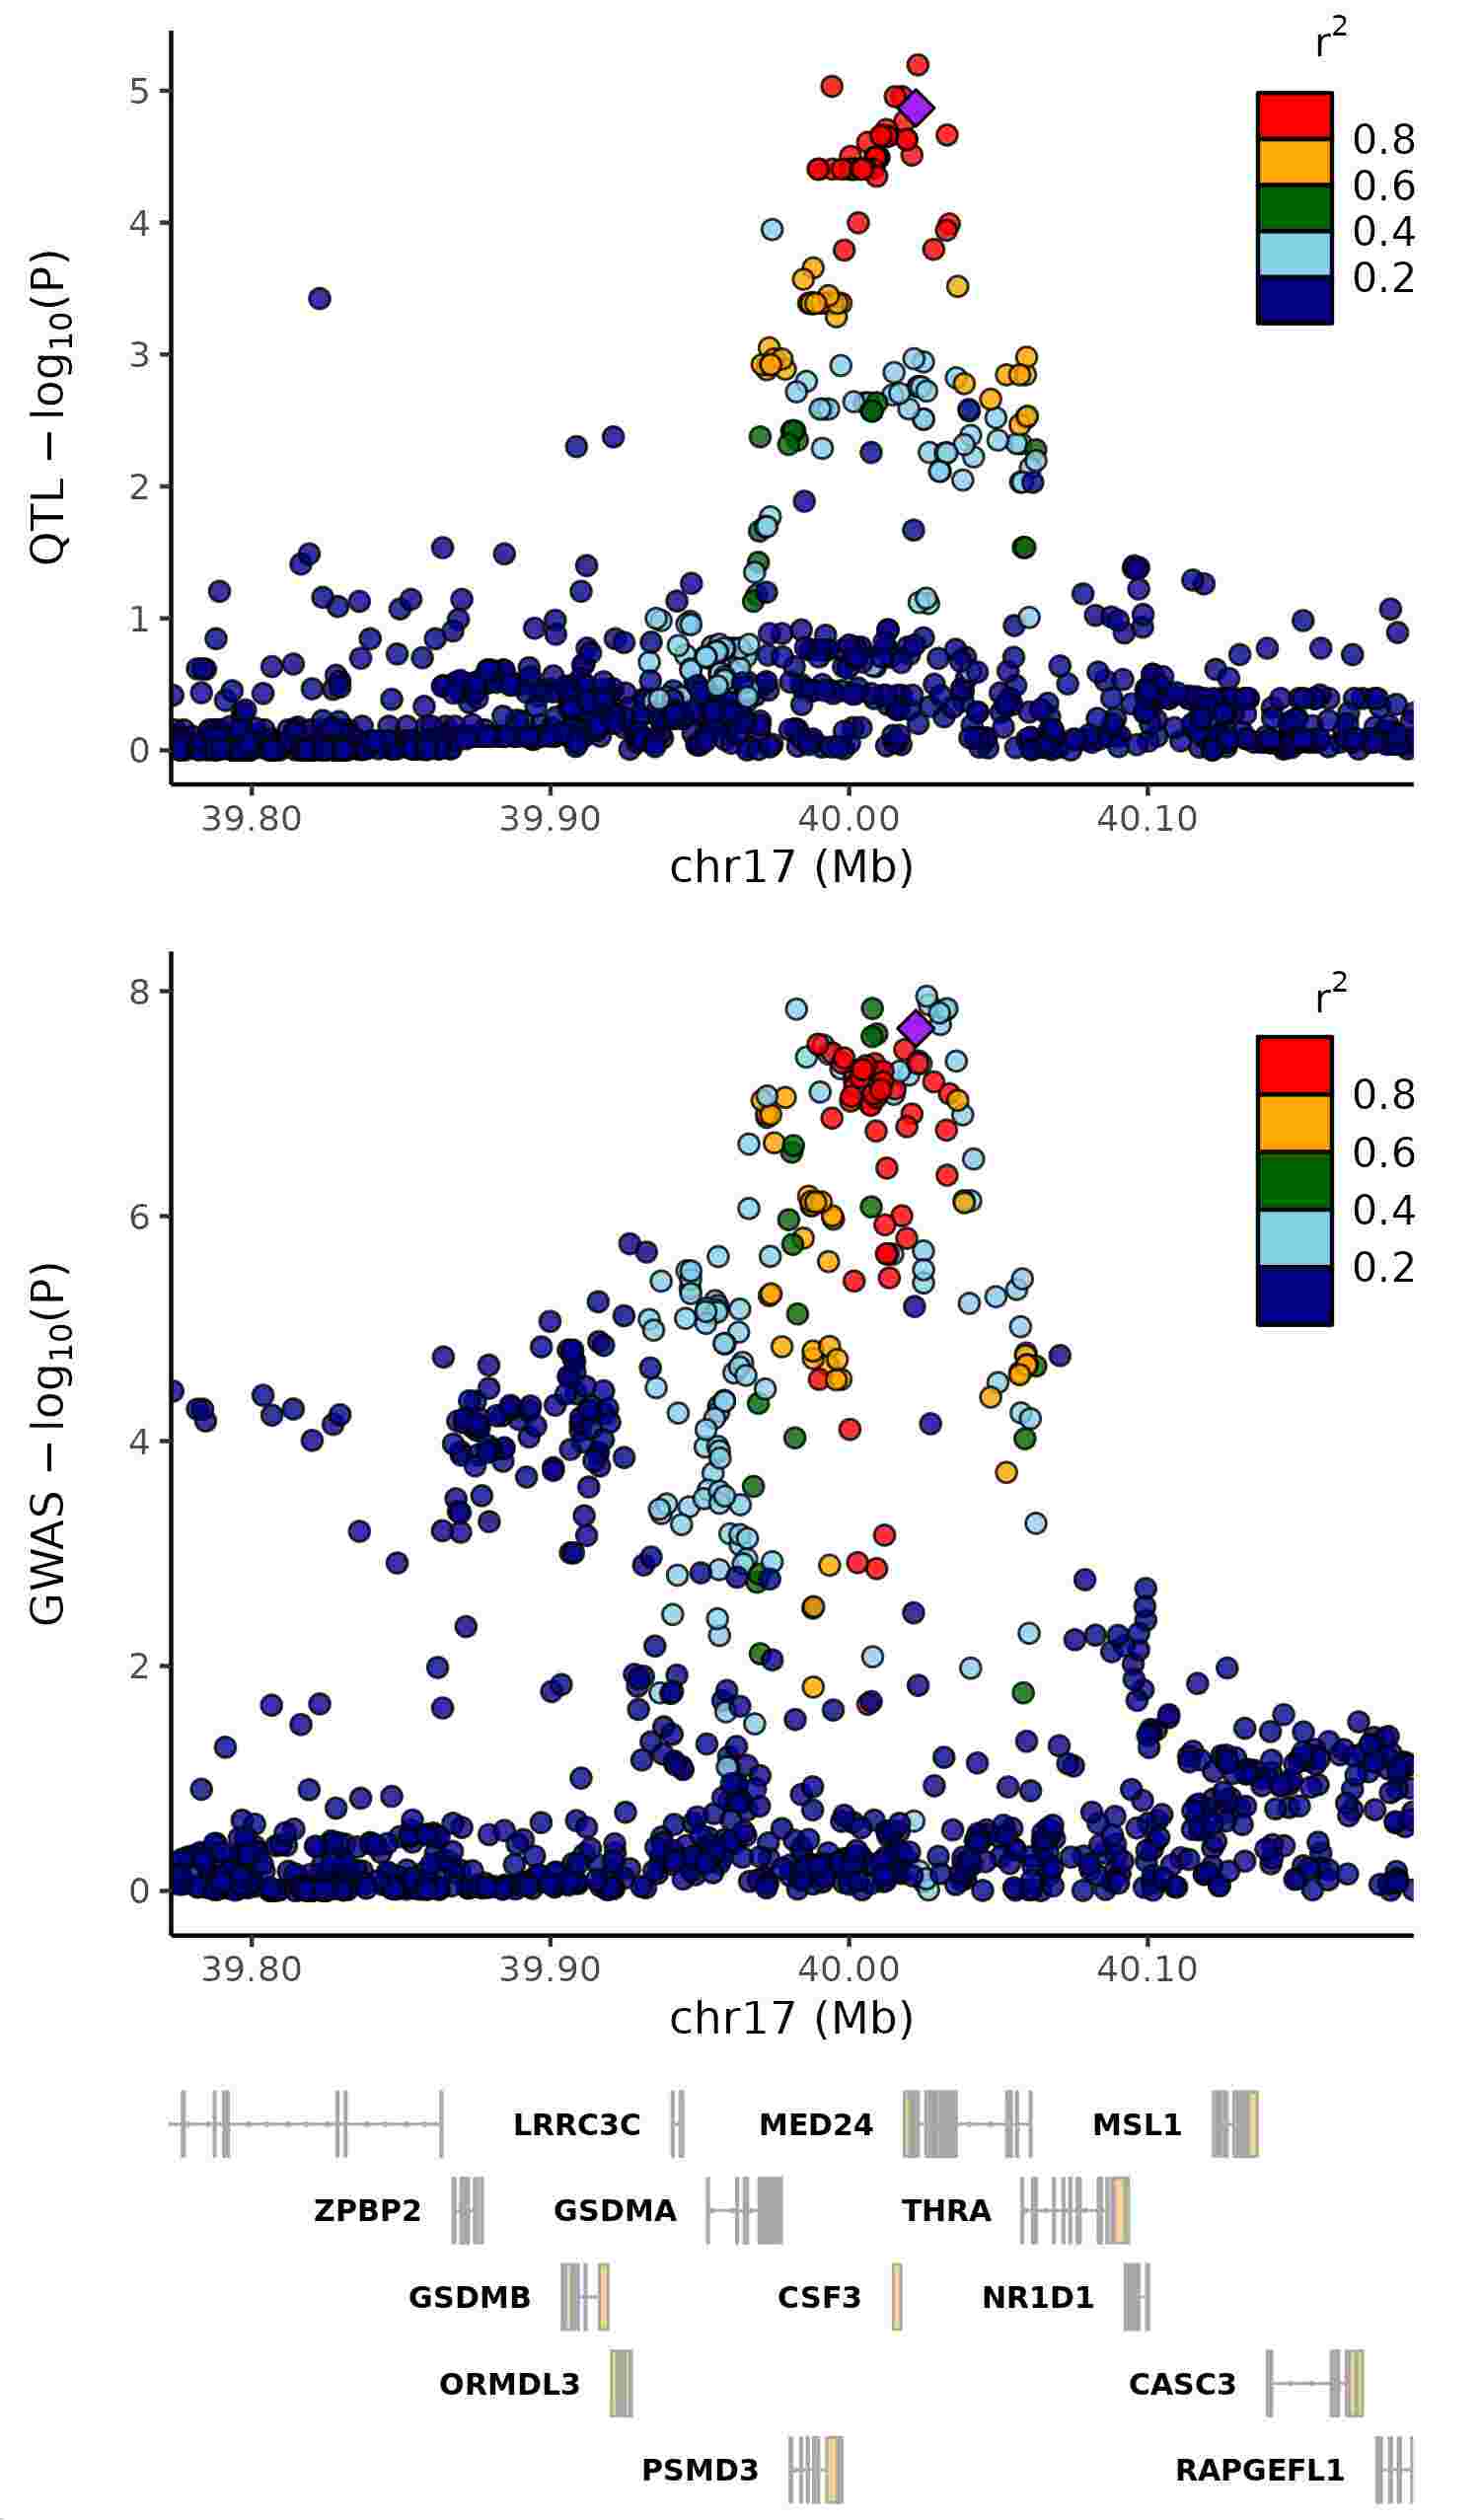 r2
5
4
3
2
1
0
QTL −log10(P)
0.8
0.6
0.4
0.2
39.80 39.90 40.00 40.10
chr17 (Mb)
r2
8
6
4
2
0
GWAS −log10(P)
0.8
0.6
0.4
0.2
39.80 39.90 40.00 40.10
chr17 (Mb)
LRRC3C MED24 MSL1
ZPBP2 GSDMA THRA
GSDMB CSF3 NR1D1
ORMDL3 CASC3
PSMD3 RAPGEFL1